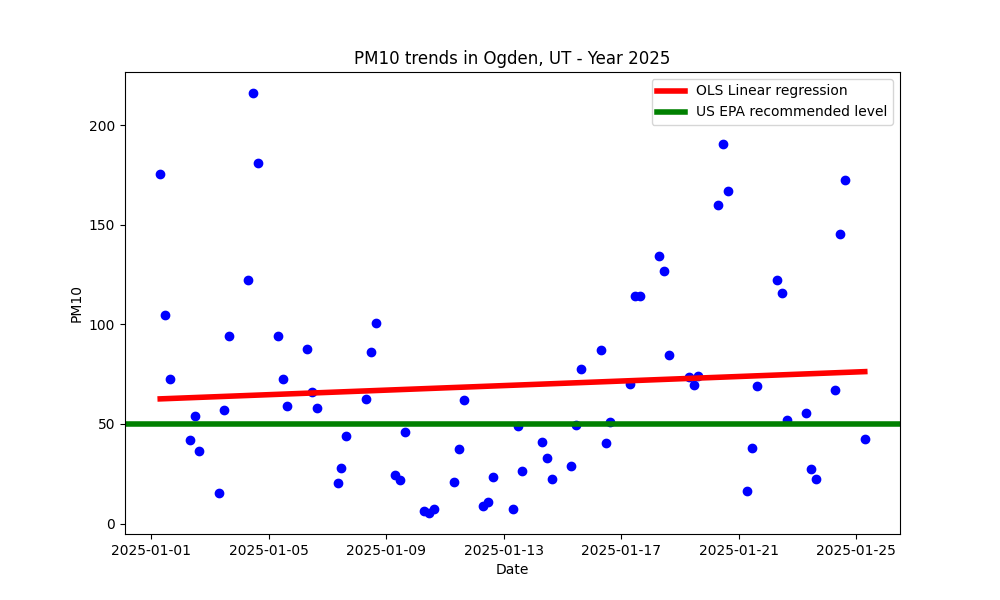 PM10 trends in Ogden, UT - Year 2025
OLS Linear regression
US EPA recommended level
PM10
200
150
100
50
0
2025-01-01 2025-01-05 2025-01-09 2025-01-13 2025-01-17 2025-01-21 2025-01-25
Date